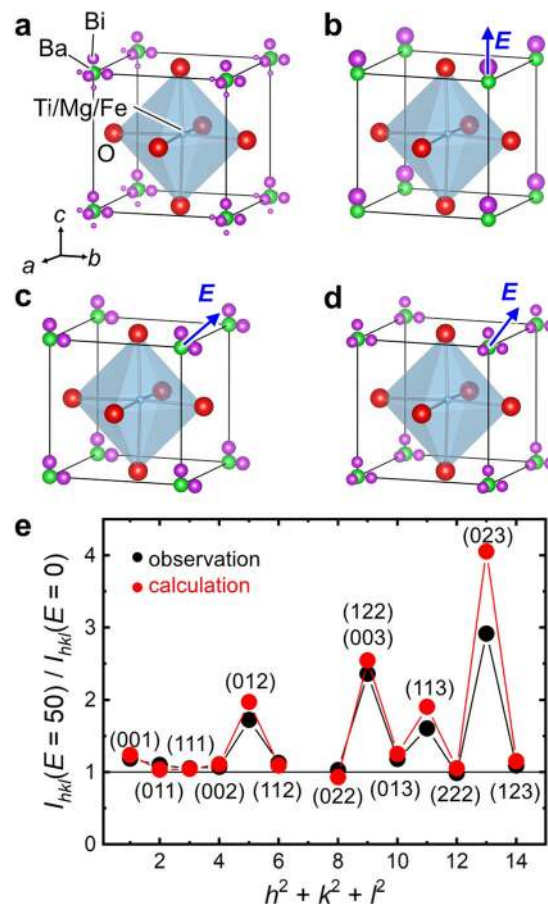 a
Bi
Ba
Ti/Mg/Fe
O
c
a
b
b
E
c
E
d
E
e
observation
calculation
I_hkl(E = 50) / I_hkl(E = 0)
4
3
2
1
0
(001)
(011)
(111)
(002)
(012)
(112)
(022)
(122)
(003)
(013)
(113)
(222)
(023)
(123)
2 4 6 8 10 12 14
h² + k² + l²